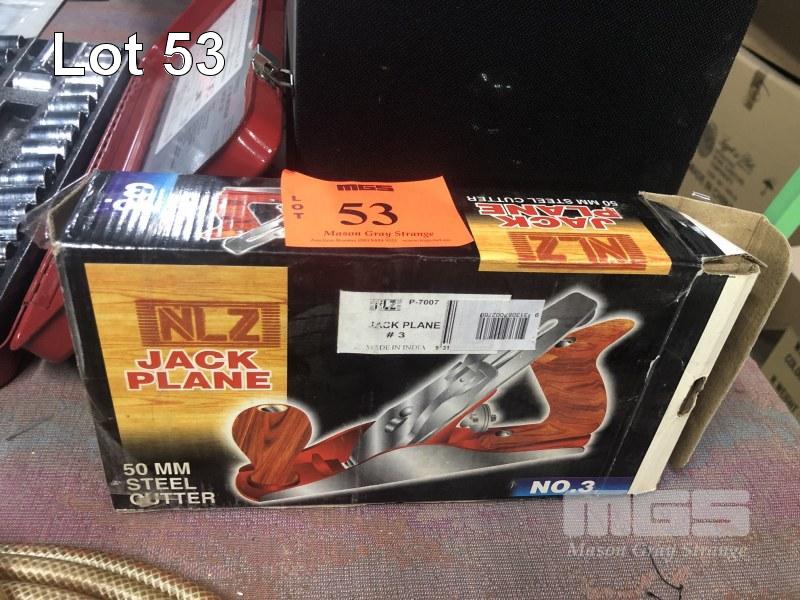 Lot 53
MGS
LOT
53
Mason Gray Strange
JACK
PLANE
50 MM STEEL CUTTER
NLZ
NLZ
JACK
PLANE
50 MM
STEEL
CUTTER
NLZ P-7007
JACK PLANE
# 3
MADE IN INDIA
NO.3
MGS
Mason Gray Strange